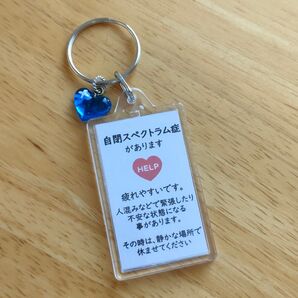 自閉スペクトラム症
があります
HELP
疲れやすいです。
人混みなどで緊張したり
不安な状態になる
事があります。
その時は、静かな場所で
休ませてください